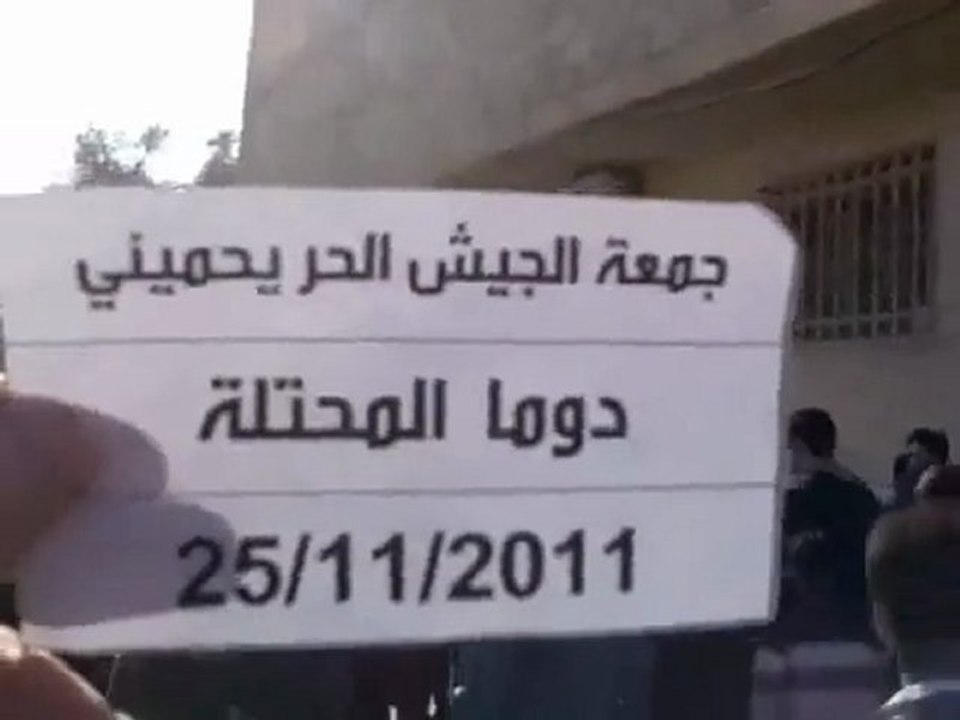 جمعة الجيش الحر يحميني
دوما المحتلة
25/11/2011